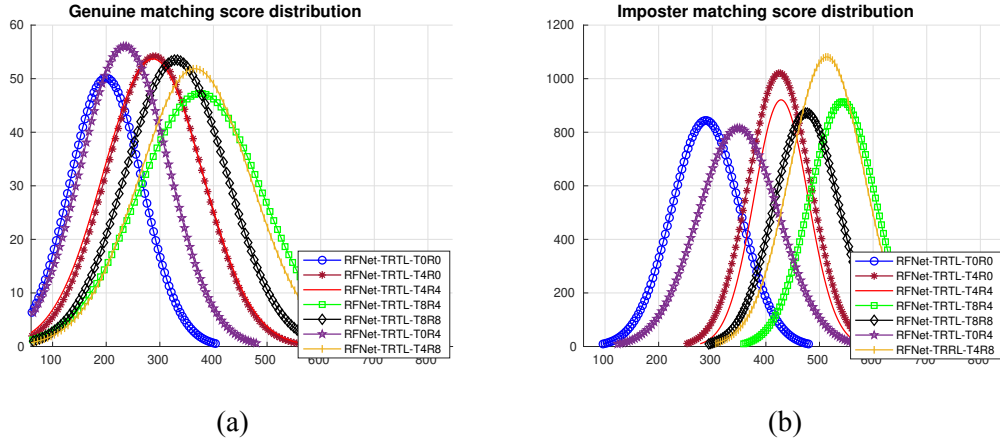 Genuine matching score distribution
60
50
40
30
20
10
0
100 200 300 400 500 600 700 800
RFNet-TRTL-T0R0
RFNet-TRTL-T4R0
RFNet-TRTL-T4R4
RFNet-TRTL-T8R4
RFNet-TRTL-T8R8
RFNet-TRTL-T0R4
RFNet-TRTL-T4R8
(a)
Imposter matching score distribution
1200
1000
800
600
400
200
0
100 200 300 400 500 600 700 800
RFNet-TRTL-T0R0
RFNet-TRTL-T4R0
RFNet-TRTL-T4R4
RFNet-TRTL-T8R4
RFNet-TRTL-T8R8
RFNet-TRTL-T0R4
RFNet-TRRL-T4R8
(b)